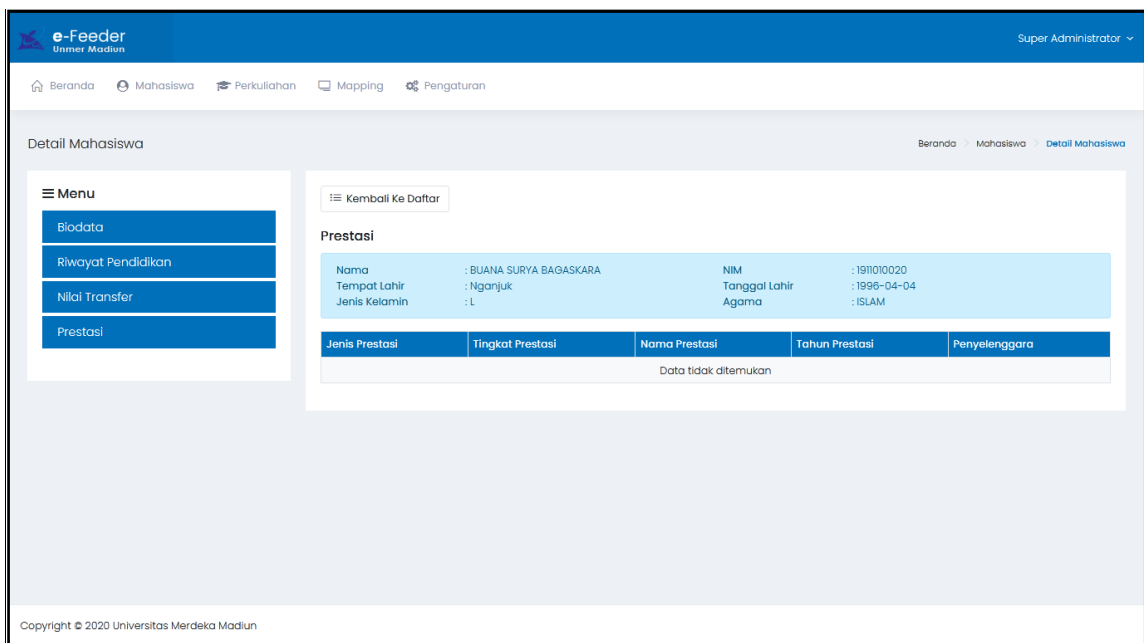 e-Feeder
Unmer Madiun
Super Administrator
Beranda Mahasiswa Perkuliahan Mapping Pengaturan
Detail Mahasiswa
Beranda > Mahasiswa > Detail Mahasiswa
Menu
Biodata
Riwayat Pendidikan
Nilai Transfer
Prestasi
Kembali Ke Daftar
Prestasi
Nama : BUANA SURYA BAGASKARA NIM : 1911010020
Tempat Lahir : Nganjuk Tanggal Lahir : 1996-04-04
Jenis Kelamin : L Agama : ISLAM
Jenis Prestasi Tingkat Prestasi Nama Prestasi Tahun Prestasi Penyelenggara
Data tidak ditemukan
Copyright © 2020 Universitas Merdeka Madiun